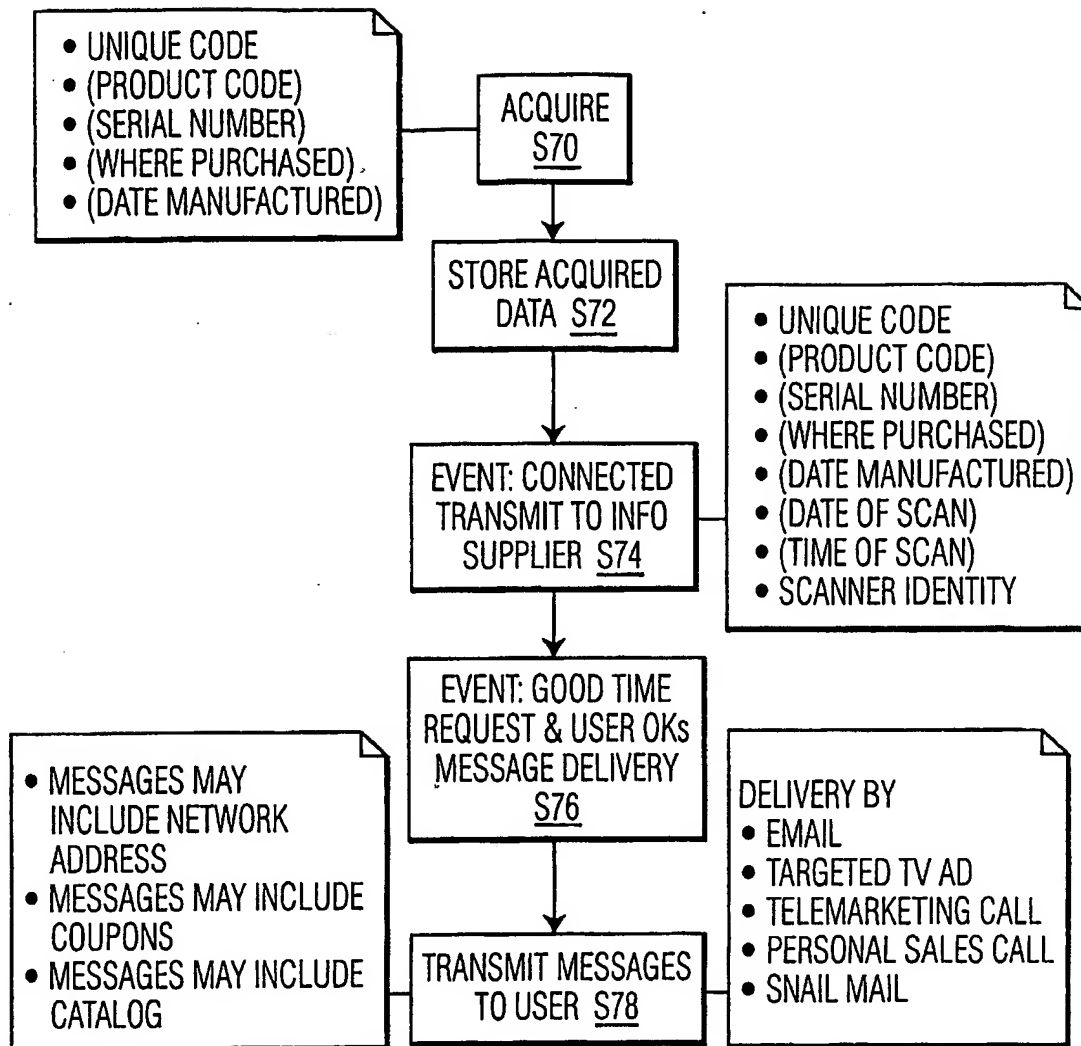 • UNIQUE CODE
• (PRODUCT CODE)
• (SERIAL NUMBER)
• (WHERE PURCHASED)
• (DATE MANUFACTURED)
ACQUIRE
S70
STORE ACQUIRED
DATA S72
EVENT: CONNECTED
TRANSMIT TO INFO
SUPPLIER S74
• UNIQUE CODE
• (PRODUCT CODE)
• (SERIAL NUMBER)
• (WHERE PURCHASED)
• (DATE MANUFACTURED)
• (DATE OF SCAN)
• (TIME OF SCAN)
• SCANNER IDENTITY
EVENT: GOOD TIME
REQUEST & USER OKs
MESSAGE DELIVERY
S76
• MESSAGES MAY
INCLUDE NETWORK
ADDRESS
• MESSAGES MAY INCLUDE
COUPONS
• MESSAGES MAY INCLUDE
CATALOG
TRANSMIT MESSAGES
TO USER S78
DELIVERY BY
• EMAIL
• TARGETED TV AD
• TELEMARKETING CALL
• PERSONAL SALES CALL
• SNAIL MAIL